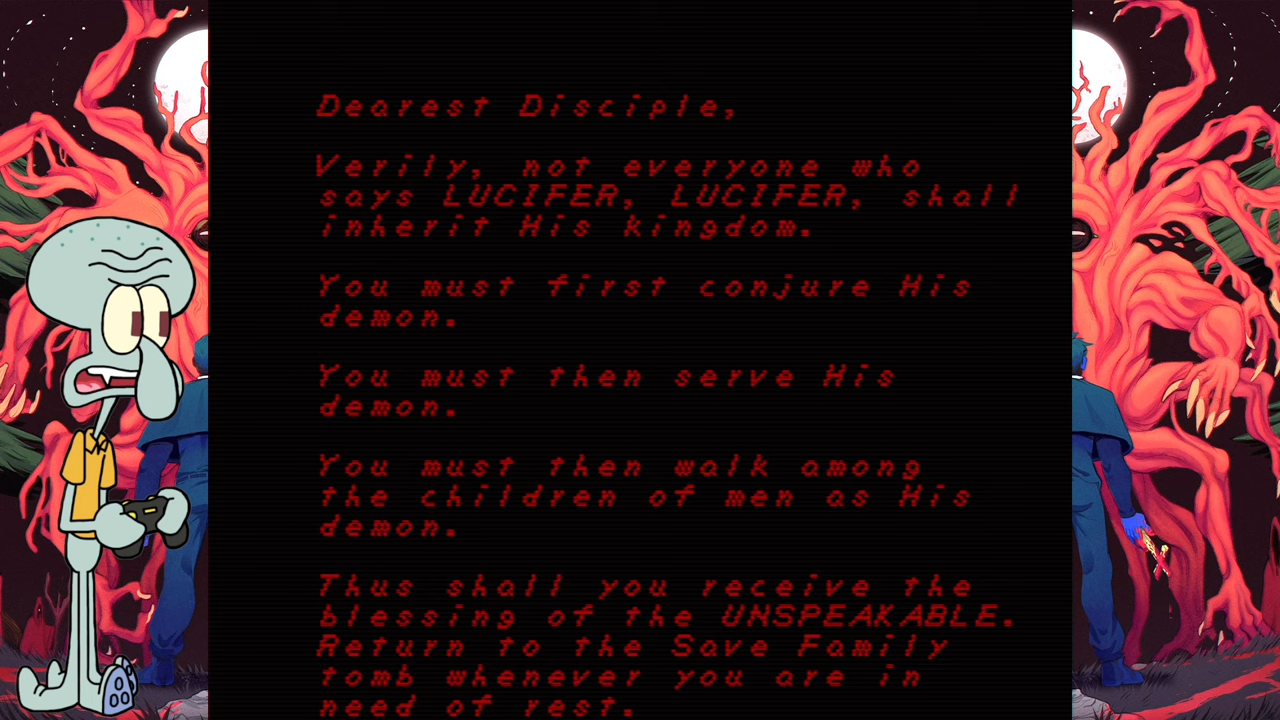 Dearest Disciple,
Verily, not everyone who
says LUCIFER, LUCIFER, shall
inherit His kingdom.
You must first conjure His
demon.
You must then serve His
demon.
You must then walk among
the children of men as His
demon.
Thus shall you receive the
blessing of the UNSPEAKABLE.
Return to the Save Family
tomb whenever you are in
need of rest.